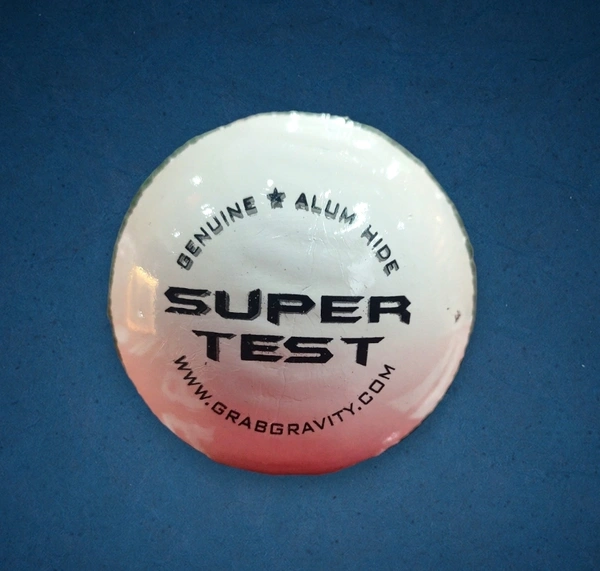 GENUINE ★ ALUM HIDE
SUPER
TEST
WWW.GRABGRAVITY.COM